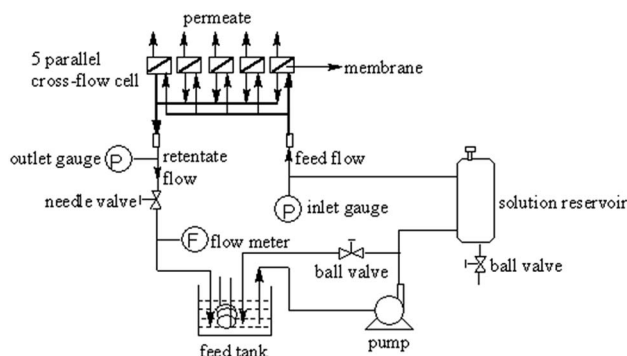 permeate
5 parallel
cross-flow cell
membrane
outlet gauge
P
retentate
flow
feed flow
needle valve
P
inlet gauge
solution reservoir
F
flow meter
ball valve
ball valve
feed tank
pump